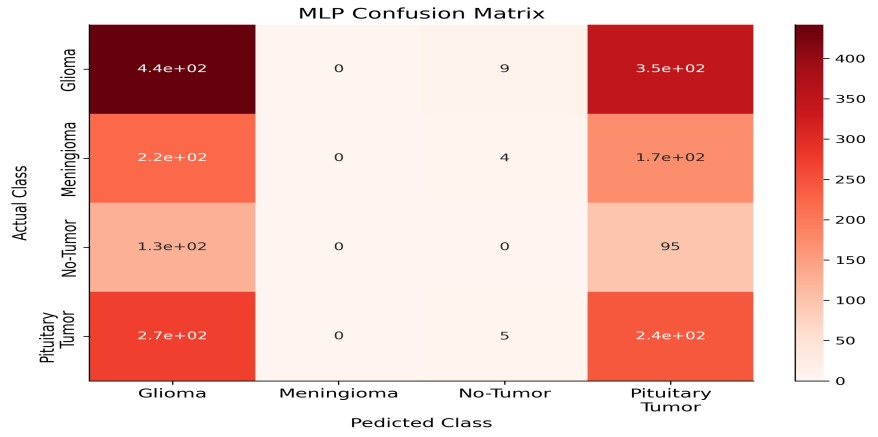 MLP Confusion Matrix
Glioma
4.4e+02
0
9
3.5e+02
Meningioma
2.2e+02
0
4
1.7e+02
No-Tumor
1.3e+02
0
0
95
Pituitary
Tumor
2.7e+02
0
5
2.4e+02
Actual Class
Glioma
Meningioma
No-Tumor
Pituitary
Tumor
Pedicted Class
400
350
300
250
200
150
100
50
0